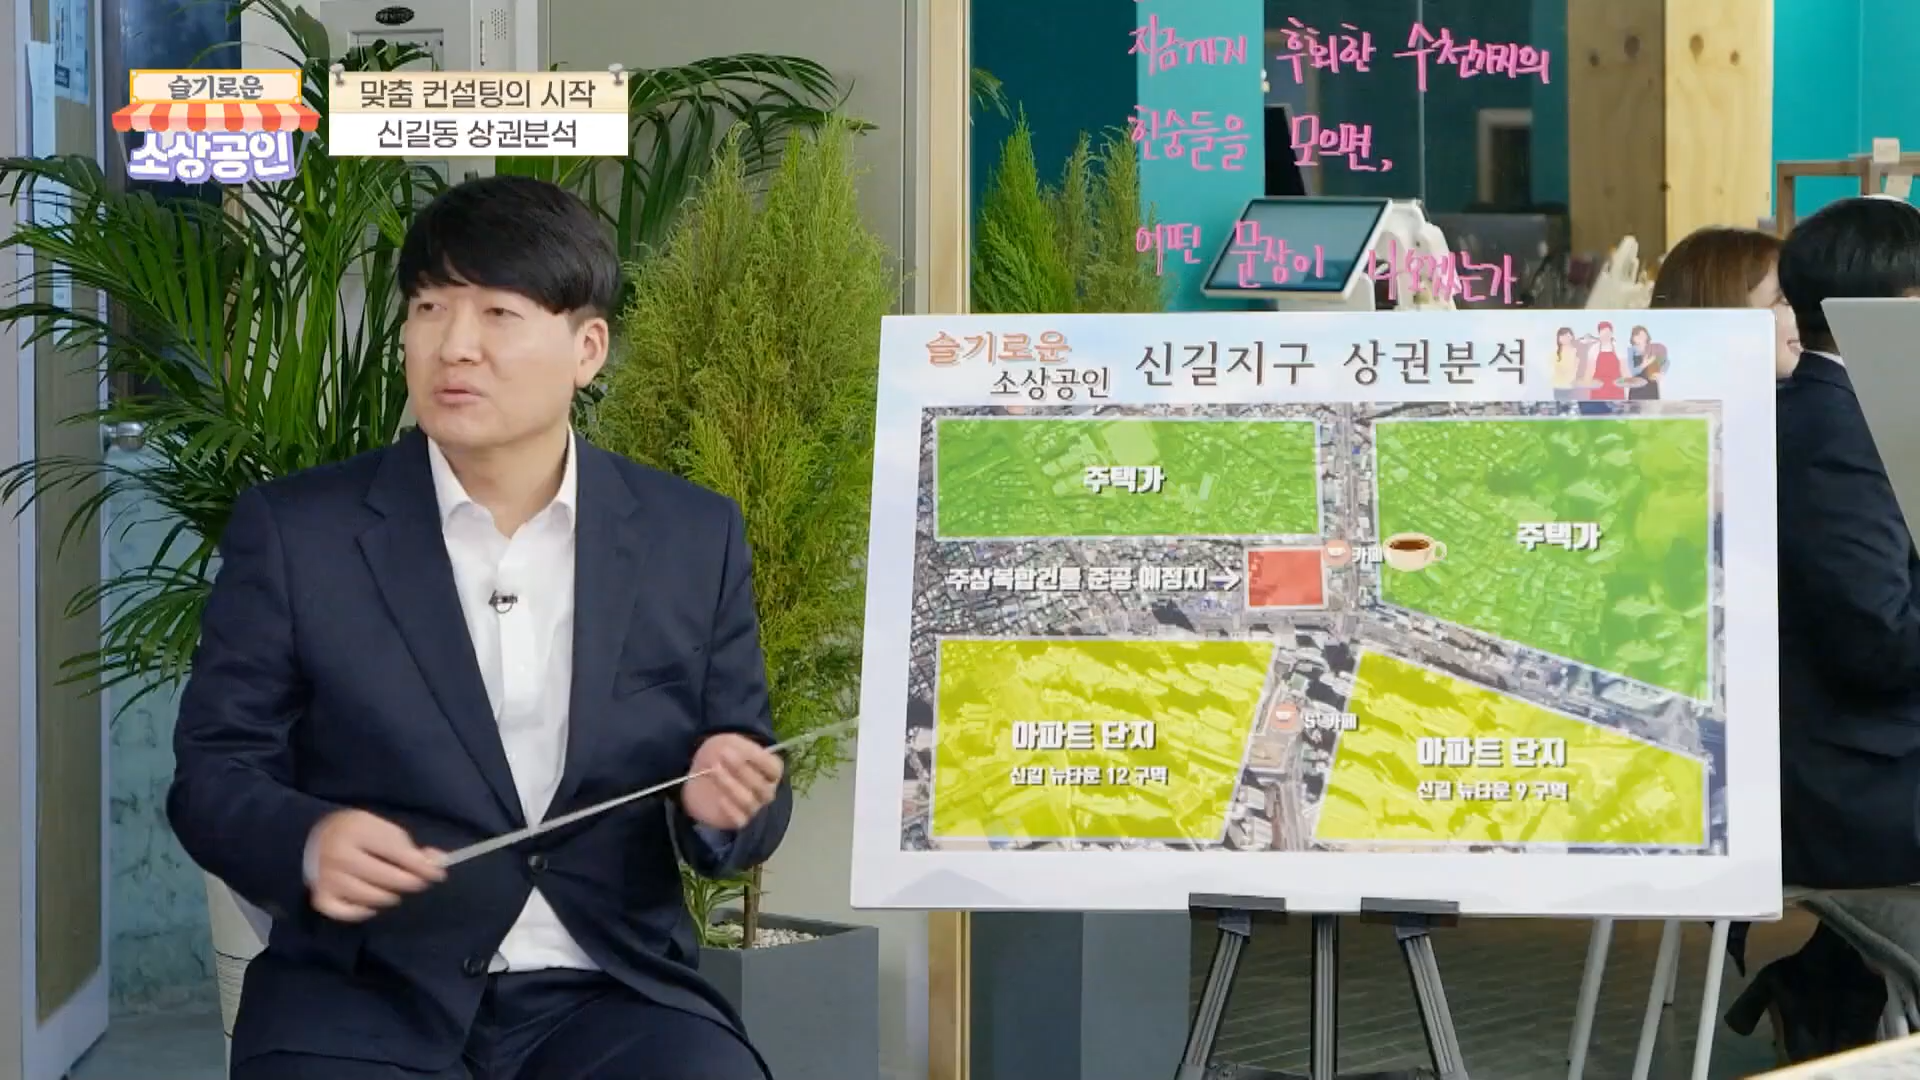 슬기로운
소상공인
맞춤 컨설팅의 시작
신길동 상권분석
지금까지 후회한 수천까지의
한숨들을 모으면,
어떤 문장이 나오겠는가.
슬기로운
소상공인
신길지구 상권분석
주택가
주택가
카페
주상복합건물 준공 예정지→
아파트 단지
신길 뉴타운 12 구역
S' 카페
아파트 단지
신길 뉴타운 9 구역